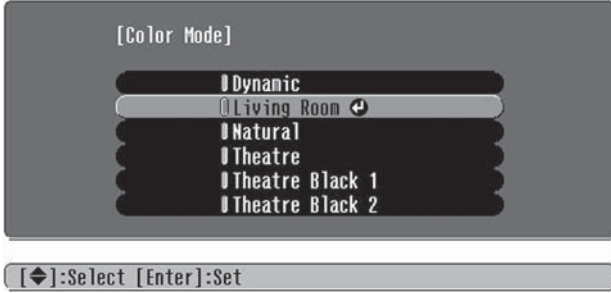 [Color Mode]
Dynamic
Living Room
Natural
Theatre
Theatre Black 1
Theatre Black 2
[◆]:Select [Enter]:Set